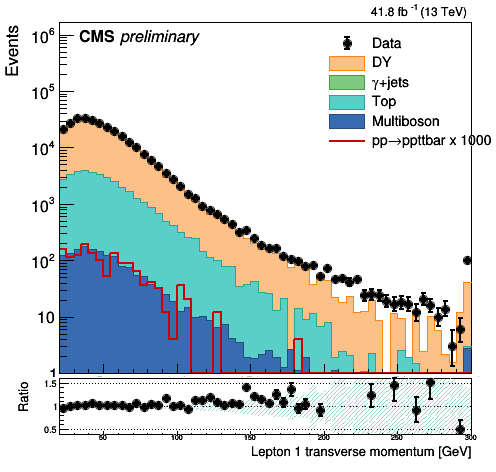 41.8 fb⁻¹ (13 TeV)
Events
10⁶
10⁵
10⁴
10³
10²
10
1
CMS preliminary
Data
DY
γ+jets
Top
Multiboson
pp→ppttbar x 1000
Ratio
1.5
1
0.5
50
100
150
200
250
300
Lepton 1 transverse momentum [GeV]